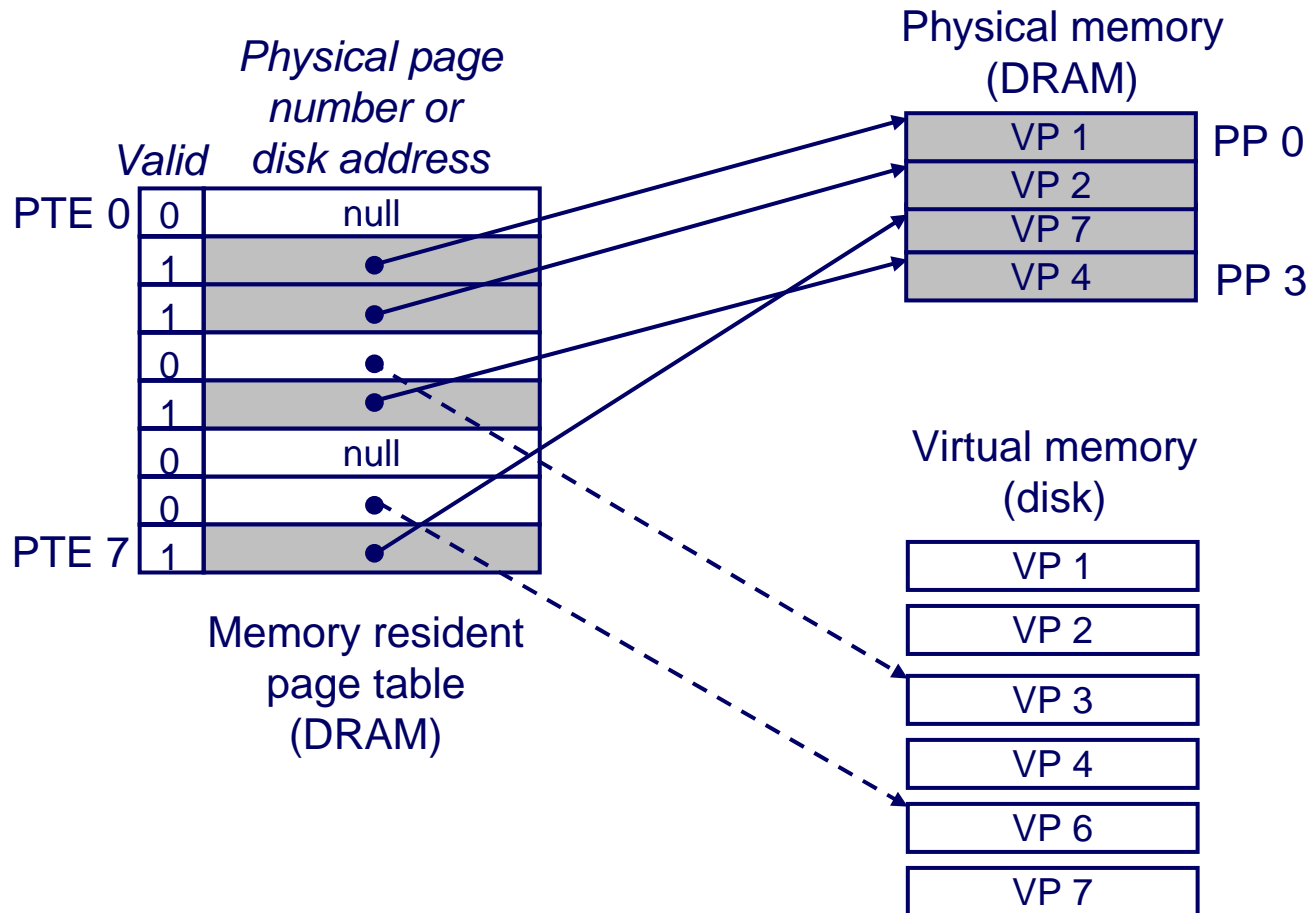 Physical page
number or
disk address
Valid
PTE 0
0
null
1
1
0
1
0
null
0
PTE 7
1
Memory resident
page table
(DRAM)
Physical memory
(DRAM)
VP 1
PP 0
VP 2
VP 7
VP 4
PP 3
Virtual memory
(disk)
VP 1
VP 2
VP 3
VP 4
VP 6
VP 7